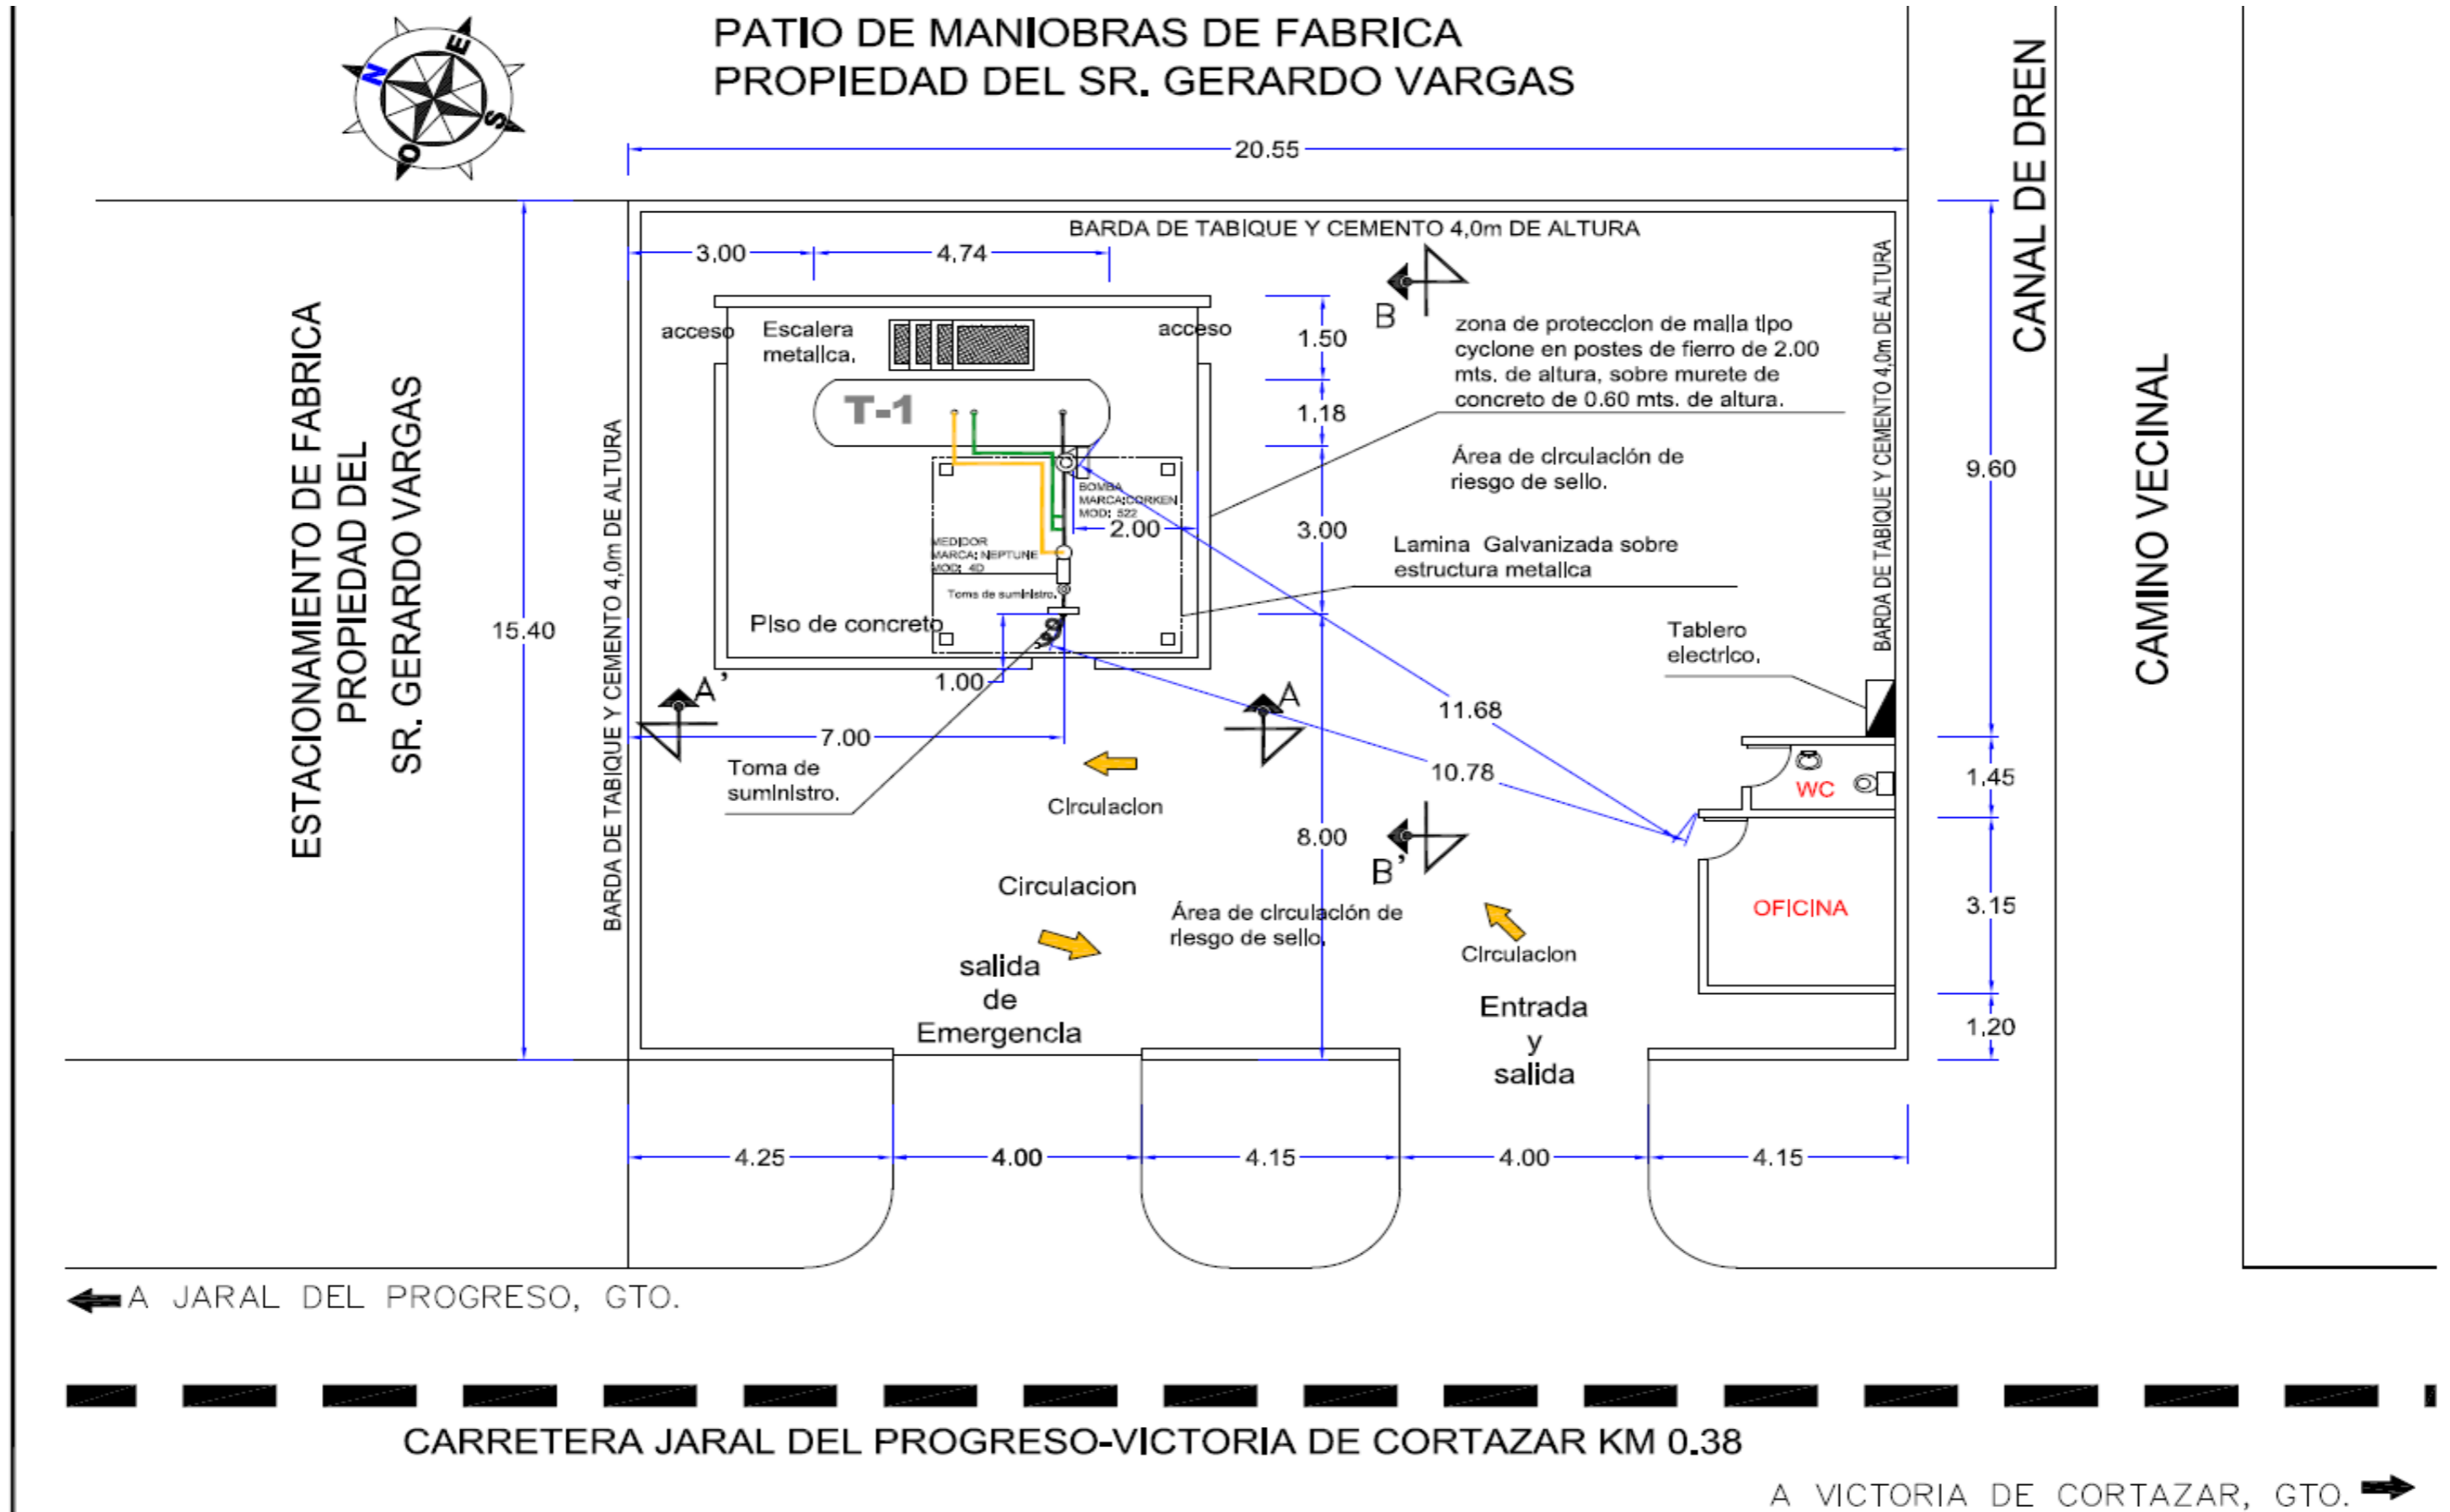 PATIO DE MANIOBRAS DE FABRICA
PROPIEDAD DEL SR. GERARDO VARGAS
N
E
S
O
20.55
CANAL DE DREN
BARDA DE TABIQUE Y CEMENTO 4,0m DE ALTURA
3,00
4,74
B
acceso
Escalera
metalica,
acceso
1.50
zona de proteccion de malla tipo
cyclone en postes de fierro de 2.00
mts. de altura, sobre murete de
concreto de 0.60 mts. de altura.
T-1
1,18
BARDA DE TABIQUE Y CEMENTO 4,0m DE ALTURA
ESTACIONAMIENTO DE FABRICA
PROPIEDAD DEL
SR. GERARDO VARGAS
15.40
BARDA DE TABIQUE Y CEMENTO 4,0m DE ALTURA
Área de circulación de
riesgo de sello.
9.60
CAMINO VECINAL
BOMBA
MARCA:CORKEN
MOD: 522
2.00
3.00
MEDIDOR
MARCA: NEPTUNE
MOD: 4D
Lamina Galvanizada sobre
estructura metalica
Toma de suministro.
Piso de concreto
Tablero
electrico,
1.00
A'
A
11.68
7.00
10.78
Toma de
suministro.
Circulacion
WC
1,45
8.00
B'
Circulacion
Área de circulación de
riesgo de sello,
OFICINA
3.15
Circulacion
salida
de
Emergencia
Entrada
y
salida
1,20
4.25
4.00
4.15
4.00
4.15
A JARAL DEL PROGRESO, GTO.
CARRETERA JARAL DEL PROGRESO-VICTORIA DE CORTAZAR KM 0.38
A VICTORIA DE CORTAZAR, GTO.